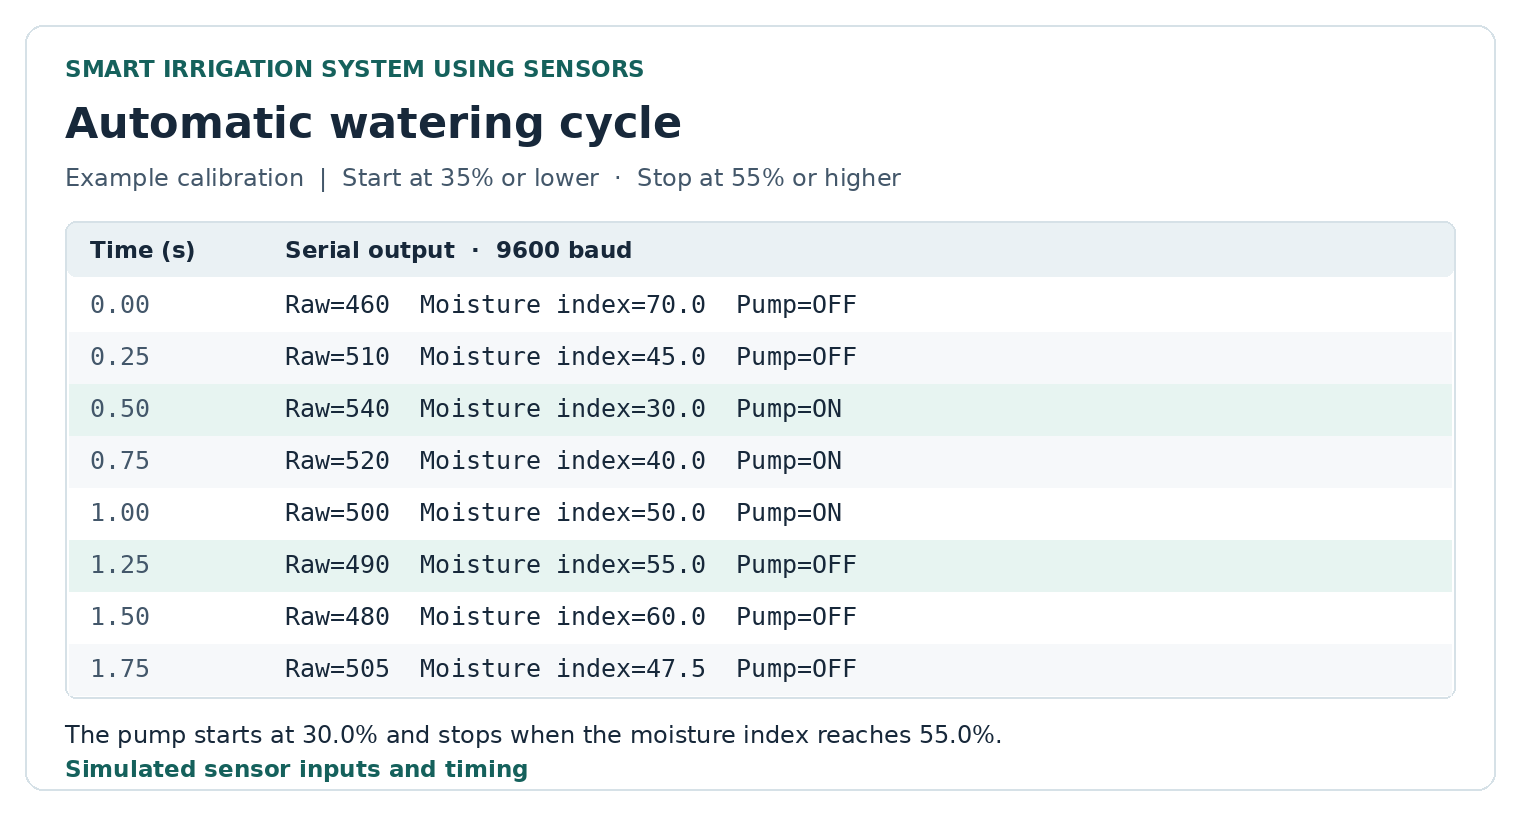 SMART IRRIGATION SYSTEM USING SENSORS
Automatic watering cycle
Example calibration | Start at 35% or lower · Stop at 55% or higher
Time (s) Serial output · 9600 baud
0.00 Raw=460 Moisture index=70.0 Pump=OFF
0.25 Raw=510 Moisture index=45.0 Pump=OFF
0.50 Raw=540 Moisture index=30.0 Pump=ON
0.75 Raw=520 Moisture index=40.0 Pump=ON
1.00 Raw=500 Moisture index=50.0 Pump=ON
1.25 Raw=490 Moisture index=55.0 Pump=OFF
1.50 Raw=480 Moisture index=60.0 Pump=OFF
1.75 Raw=505 Moisture index=47.5 Pump=OFF
The pump starts at 30.0% and stops when the moisture index reaches 55.0%.
Simulated sensor inputs and timing